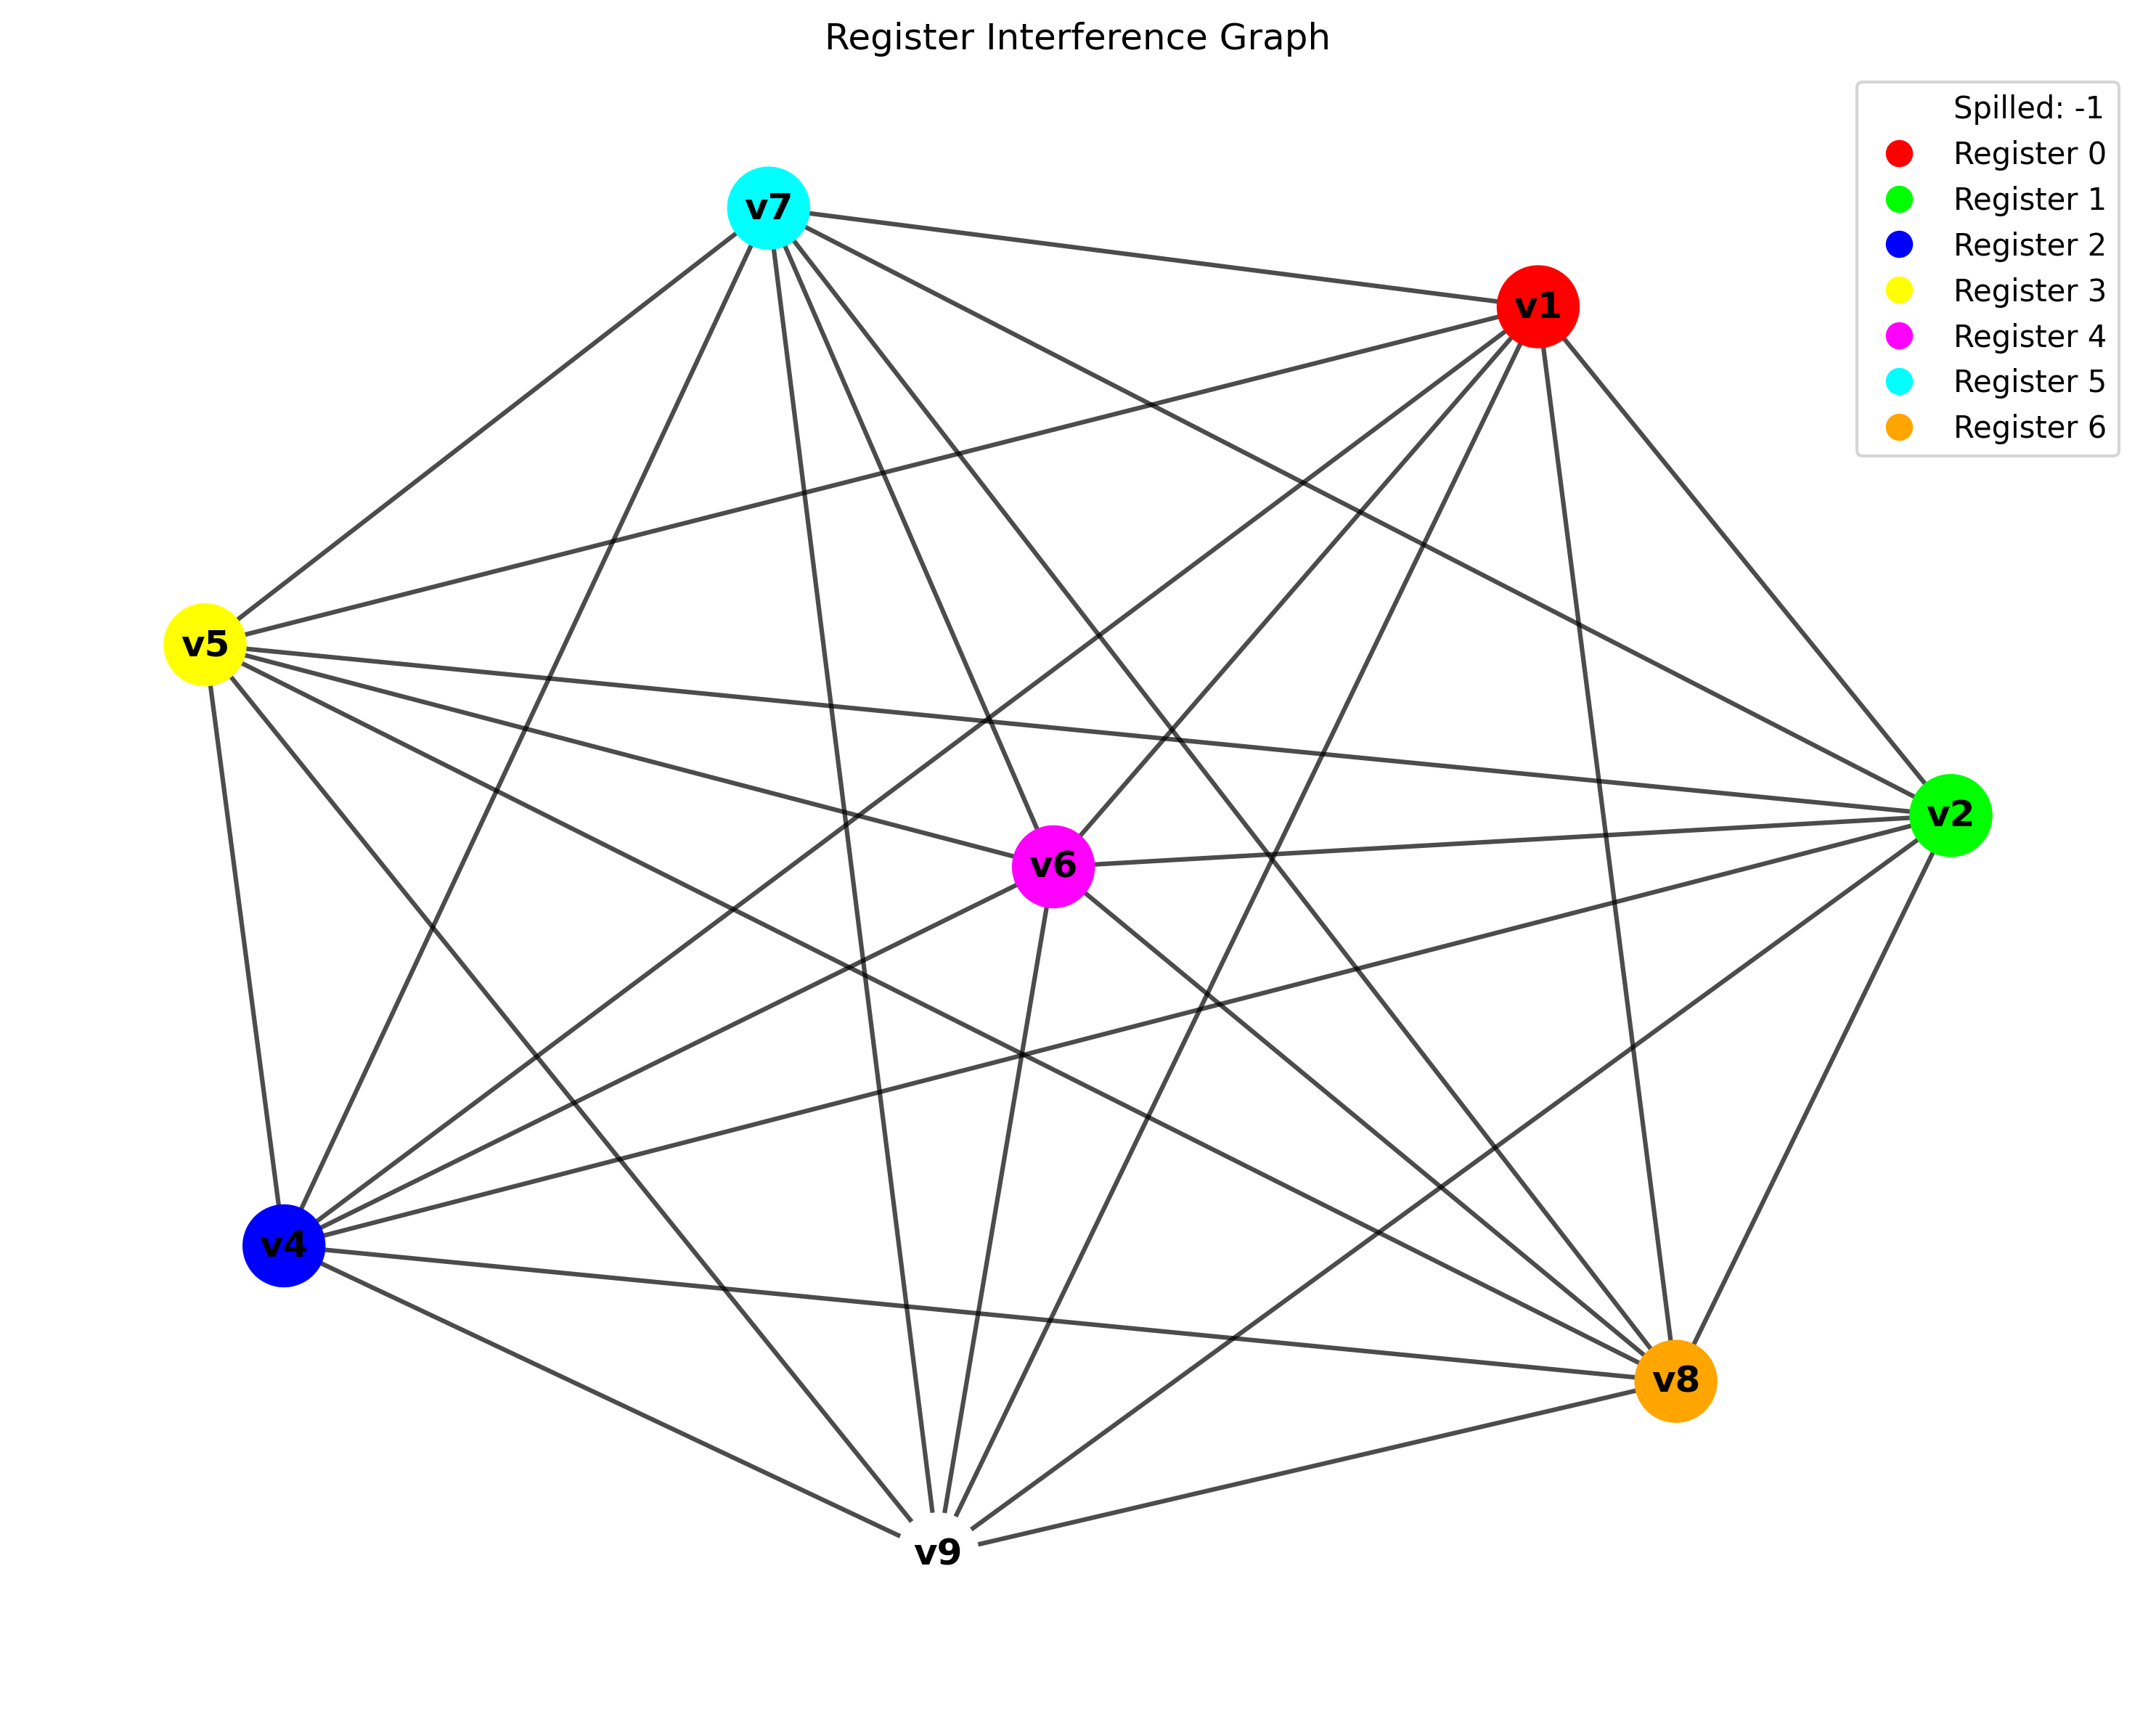 Register Interference Graph
Spilled: -1
Register 0
Register 1
Register 2
Register 3
Register 4
Register 5
Register 6
v7
v1
v5
v2
v6
v4
v8
v9